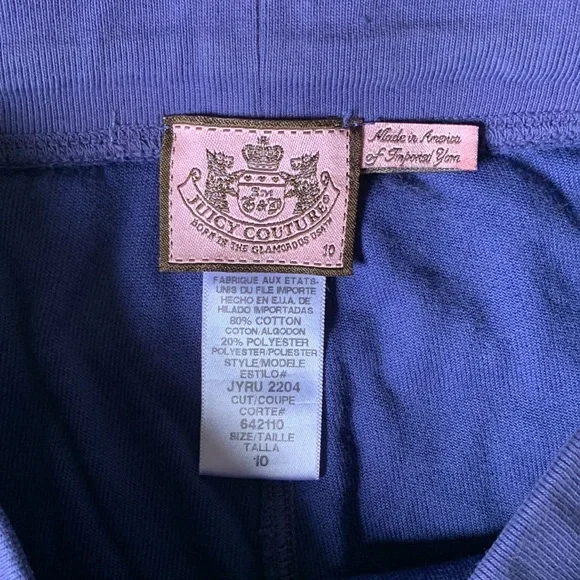 JUICY COUTURE
BORN IN THE GLAMOROUS USA
10
Made in America
of Imported Yarn
FABRIQUE AUX ETATS-
UNIS DU FILE IMPORTE
HECHO EN E.U.A. DE
HILADO IMPORTADAS
80% COTTON
COTON/ALGODON
20% POLYESTER
POLYESTER/POLIESTER
STYLE/MODELE
ESTILO#
JYRU 2204
CUT/COUPE
CORTE#
642110
SIZE/TAILLE
TALLA
10